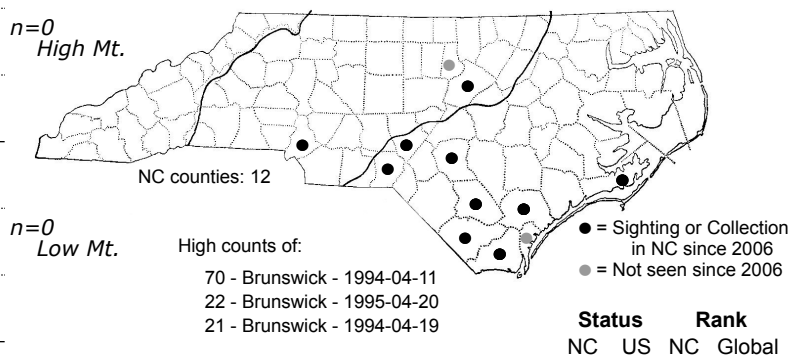 n=0
High Mt.
NC counties: 12
n=0
Low Mt.
High counts of:
70 - Brunswick - 1994-04-11
22 - Brunswick - 1995-04-20
21 - Brunswick - 1994-04-19
= Sighting or Collection
in NC since 2006
= Not seen since 2006
Status Rank
NC US NC Global